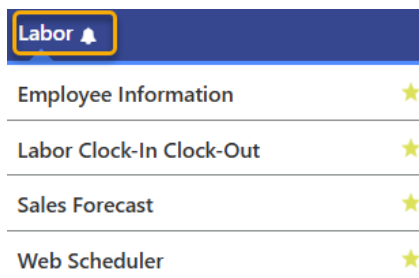 Labor
Employee Information
Labor Clock-In Clock-Out
Sales Forecast
Web Scheduler